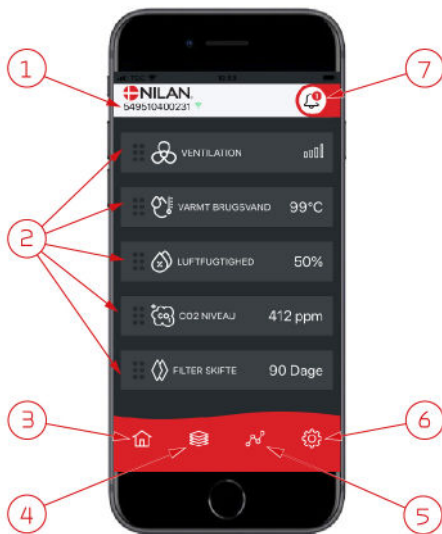 1
7
NILAN
549510400231
VENTILATION
2
VARMT BRUGSVAND 99°C
LUFTFUGTIGHED 50%
CO2 NIVEAU 412 ppm
FILTER SKIFTE 90 Dage
3
6
4
5